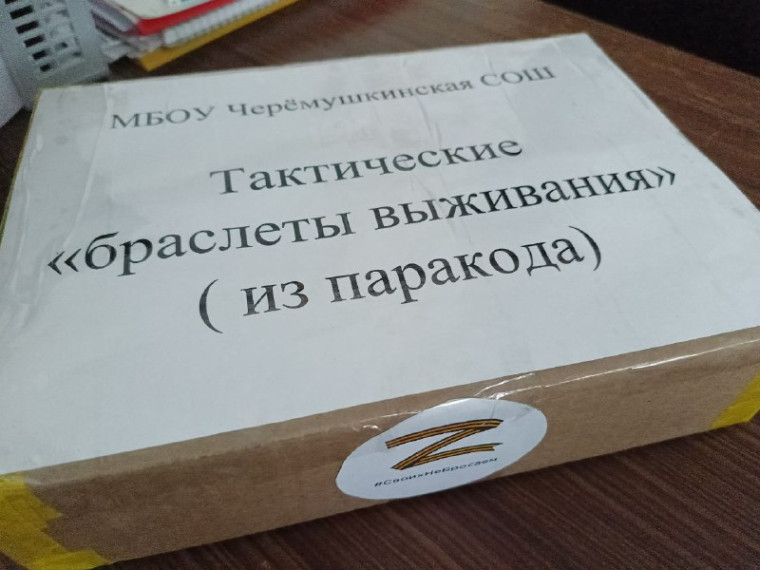 МБОУ Черёмушкинская СОШ
Тактические
«браслеты выживания»
( из паракода)
Z
#СвоихНеБросаем